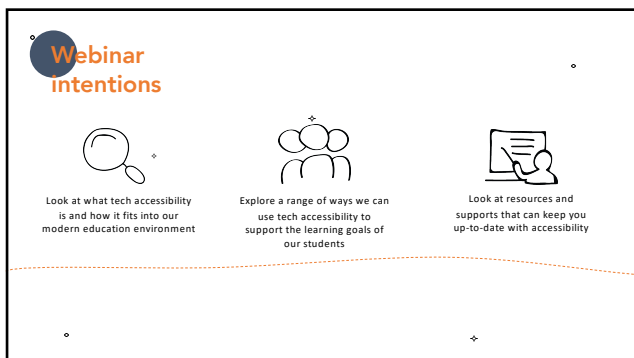 Webinar
intentions
Look at what tech accessibility
is and how it fits into our
modern education environment
Explore a range of ways we can
use tech accessibility to
support the learning goals of
our students
Look at resources and
supports that can keep you
up-to-date with accessibility